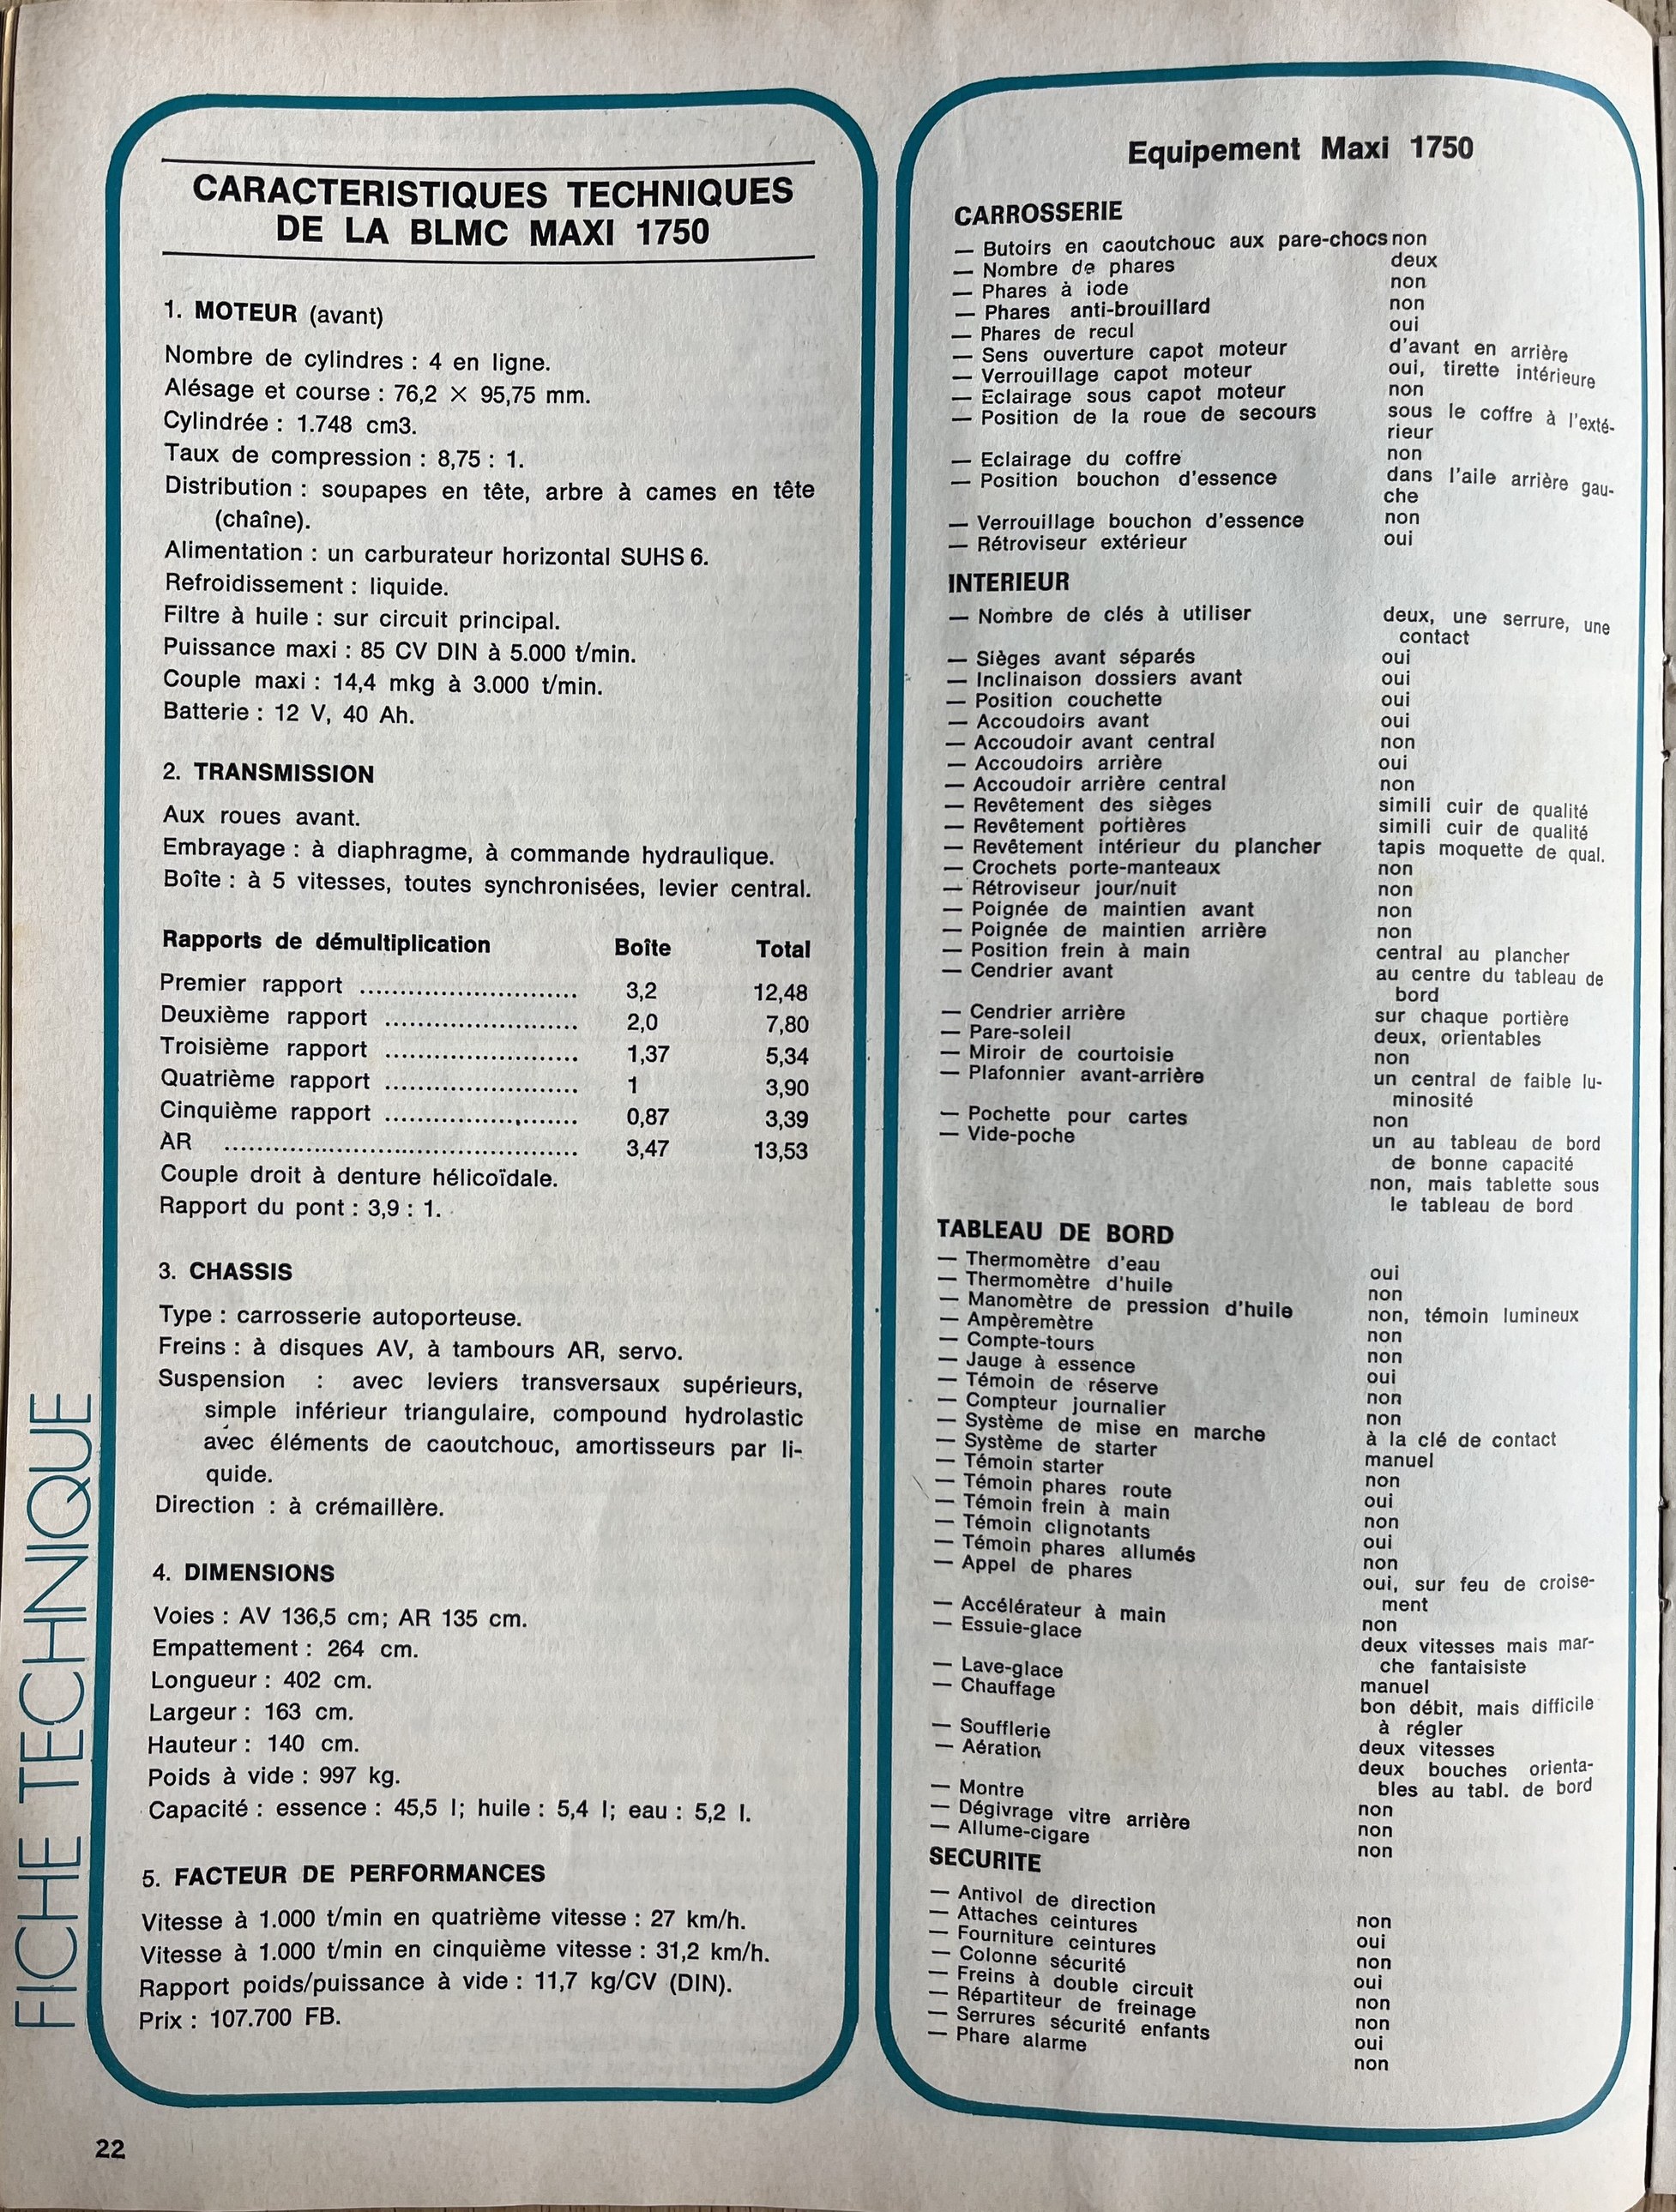 CARACTERISTIQUES TECHNIQUES
DE LA BLMC MAXI 1750
1. MOTEUR (avant)
Nombre de cylindres : 4 en ligne.
Alésage et course : 76,2 × 95,75 mm.
Cylindrée : 1.748 cm3.
Taux de compression : 8,75 : 1.
Distribution : soupapes en tête, arbre à cames en tête
(chaîne).
Alimentation : un carburateur horizontal SUHS 6.
Refroidissement : liquide.
Filtre à huile : sur circuit principal.
Puissance maxi : 85 CV DIN à 5.000 t/min.
Couple maxi : 14,4 mkg à 3.000 t/min.
Batterie : 12 V, 40 Ah.
2. TRANSMISSION
Aux roues avant.
Embrayage : à diaphragme, à commande hydraulique.
Boîte : à 5 vitesses, toutes synchronisées, levier central.
Rapports de démultiplication Boîte Total
Premier rapport ........................... 3,2 12,48
Deuxième rapport ........................ 2,0 7,80
Troisième rapport ........................ 1,37 5,34
Quatrième rapport ........................ 1 3,90
Cinquième rapport ........................ 0,87 3,39
AR ............................................ 3,47 13,53
Couple droit à denture hélicoïdale.
Rapport du pont : 3,9 : 1.
3. CHASSIS
Type : carrosserie autoporteuse.
Freins : à disques AV, à tambours AR, servo.
Suspension : avec leviers transversaux supérieurs,
simple inférieur triangulaire, compound hydrolastic
avec éléments de caoutchouc, amortisseurs par li-
quide.
Direction : à crémaillère.
4. DIMENSIONS
Voies : AV 136,5 cm; AR 135 cm.
Empattement : 264 cm.
Longueur : 402 cm.
Largeur : 163 cm.
Hauteur : 140 cm.
Poids à vide : 997 kg.
Capacité : essence : 45,5 l; huile : 5,4 l; eau : 5,2 l.
5. FACTEUR DE PERFORMANCES
Vitesse à 1.000 t/min en quatrième vitesse : 27 km/h.
Vitesse à 1.000 t/min en cinquième vitesse : 31,2 km/h.
Rapport poids/puissance à vide : 11,7 kg/CV (DIN).
Prix : 107.700 FB.
FICHE TECHNIQUE
22
Equipement Maxi 1750
CARROSSERIE
— Butoirs en caoutchouc aux pare-chocs non
— Nombre de phares deux
— Phares à iode non
— Phares anti-brouillard non
— Phares de recul oui
— Sens ouverture capot moteur d'avant en arrière
— Verrouillage capot moteur oui, tirette intérieure
— Eclairage sous capot moteur non
— Position de la roue de secours sous le coffre à l'exté-
rieur
— Eclairage du coffre non
— Position bouchon d'essence dans l'aile arrière gau-
che
— Verrouillage bouchon d'essence non
— Rétroviseur extérieur oui
INTERIEUR
— Nombre de clés à utiliser deux, une serrure, une
contact
— Sièges avant séparés oui
— Inclinaison dossiers avant oui
— Position couchette oui
— Accoudoirs avant oui
— Accoudoir avant central non
— Accoudoirs arrière oui
— Accoudoir arrière central non
— Revêtement des sièges simili cuir de qualité
— Revêtement portières simili cuir de qualité
— Revêtement intérieur du plancher tapis moquette de qual.
— Crochets porte-manteaux non
— Rétroviseur jour/nuit non
— Poignée de maintien avant non
— Poignée de maintien arrière non
— Position frein à main central au plancher
— Cendrier avant au centre du tableau de
bord
— Cendrier arrière sur chaque portière
— Pare-soleil deux, orientables
— Miroir de courtoisie non
— Plafonnier avant-arrière un central de faible lu-
minosité
— Pochette pour cartes non
— Vide-poche un au tableau de bord
de bonne capacité
non, mais tablette sous
le tableau de bord
TABLEAU DE BORD
— Thermomètre d'eau oui
— Thermomètre d'huile non
— Manomètre de pression d'huile non, témoin lumineux
— Ampèremètre non
— Compte-tours non
— Jauge à essence oui
— Témoin de réserve non
— Compteur journalier non
— Système de mise en marche à la clé de contact
— Système de starter manuel
— Témoin starter non
— Témoin phares route oui
— Témoin frein à main non
— Témoin clignotants oui
— Témoin phares allumés non
— Appel de phares oui, sur feu de croise-
ment
— Accélérateur à main non
— Essuie-glace deux vitesses mais mar-
che fantaisiste
— Lave-glace manuel
— Chauffage bon débit, mais difficile
à régler
— Soufflerie deux vitesses
— Aération deux bouches orienta-
bles au tabl. de bord
— Montre non
— Dégivrage vitre arrière non
— Allume-cigare non
SECURITE
— Antivol de direction non
— Attaches ceintures oui
— Fourniture ceintures non
— Colonne sécurité oui
— Freins à double circuit non
— Répartiteur de freinage non
— Serrures sécurité enfants oui
— Phare alarme non